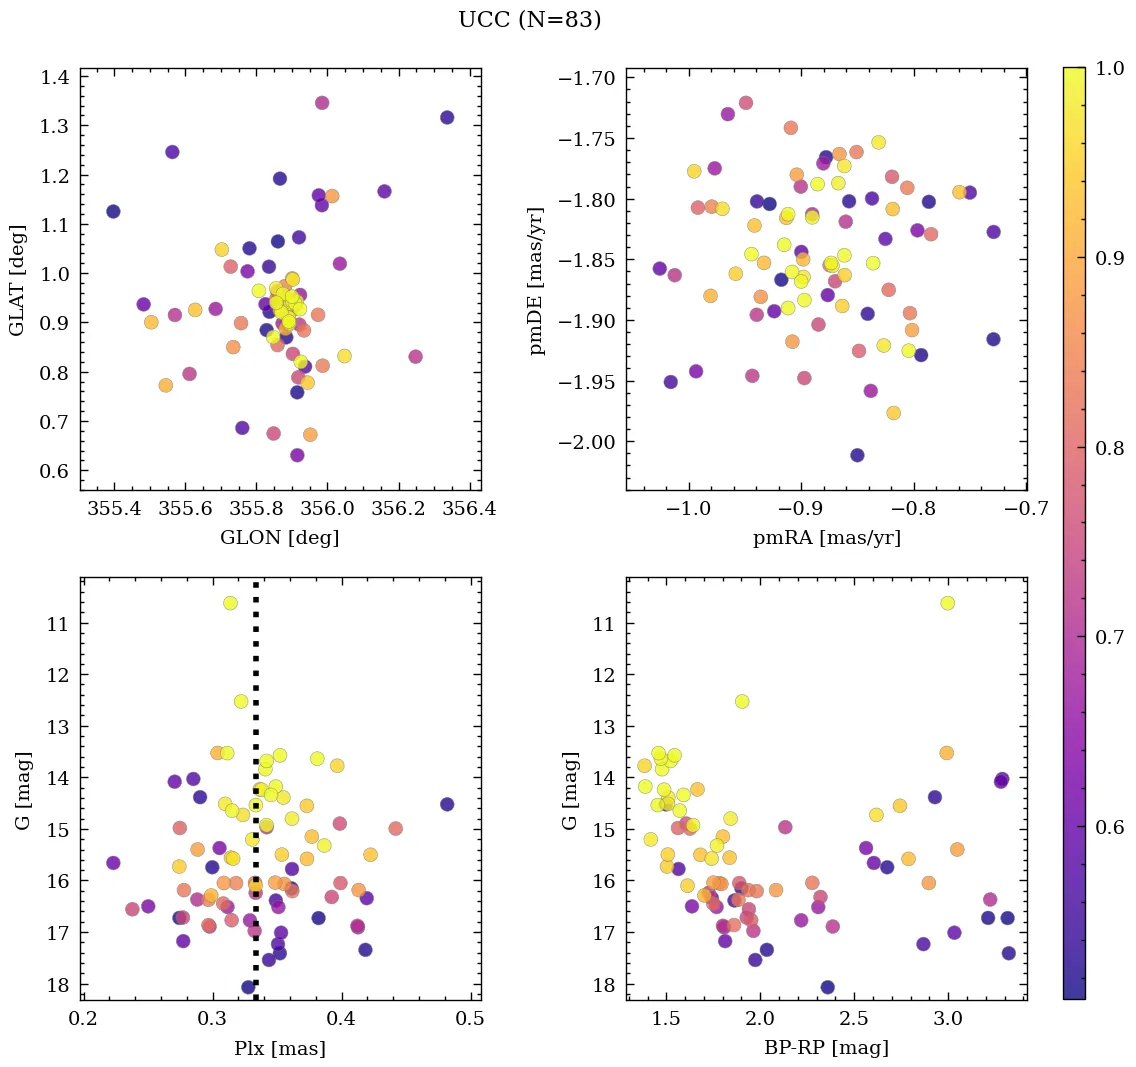 UCC (N=83)
1.4
1.3
1.2
1.1
1.0
0.9
0.8
0.7
0.6
GLAT [deg]
355.4 355.6 355.8 356.0 356.2 356.4
GLON [deg]
−1.70
−1.75
−1.80
−1.85
−1.90
−1.95
−2.00
pmDE [mas/yr]
−1.0 −0.9 −0.8 −0.7
pmRA [mas/yr]
1.0
0.9
0.8
0.7
0.6
11
12
13
14
15
16
17
18
G [mag]
0.2 0.3 0.4 0.5
Plx [mas]
11
12
13
14
15
16
17
18
G [mag]
1.5 2.0 2.5 3.0
BP-RP [mag]